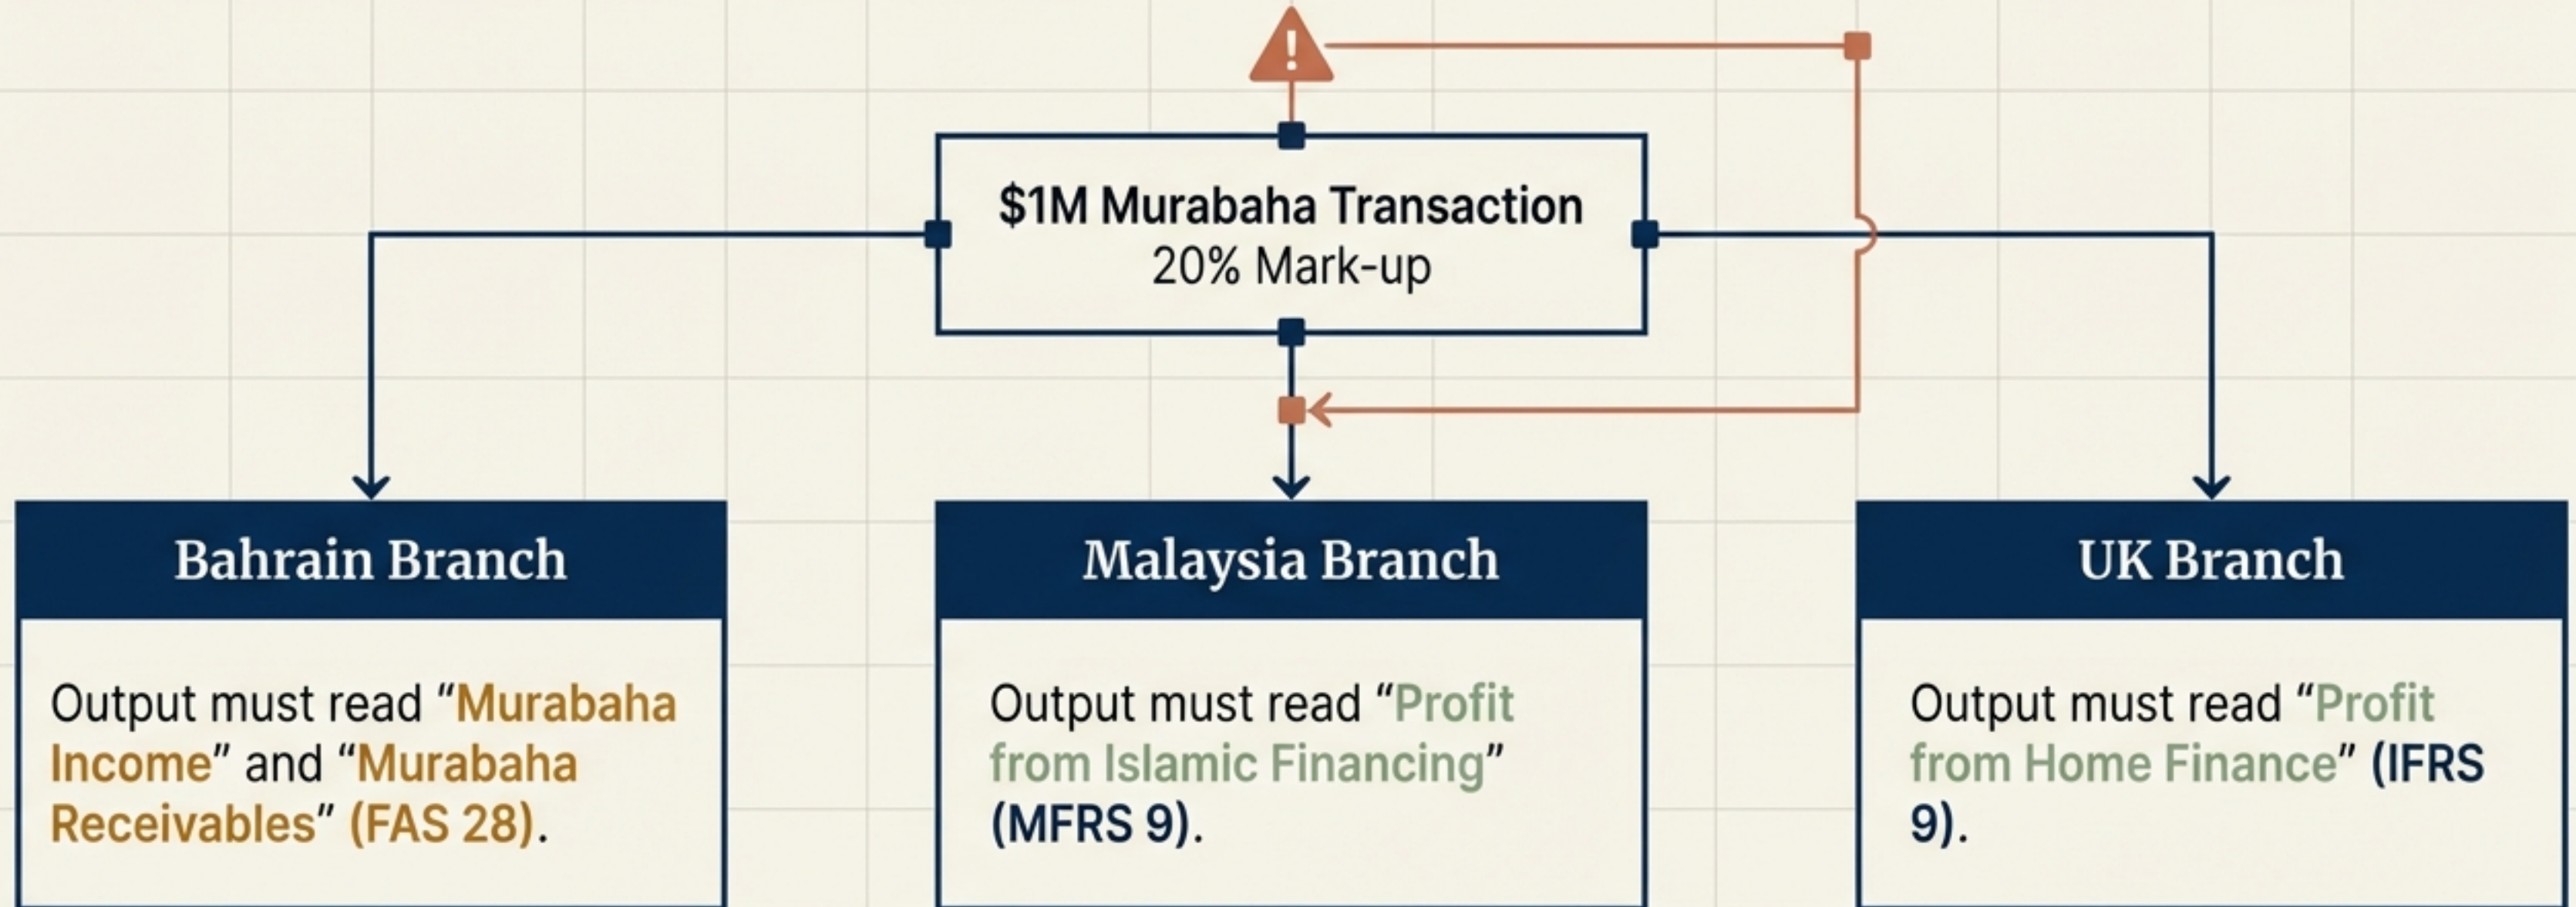 !
$1M Murabaha Transaction
20% Mark-up
Bahrain Branch
Output must read “Murabaha
Income” and “Murabaha
Receivables” (FAS 28).
Malaysia Branch
Output must read “Profit
from Islamic Financing”
(MFRS 9).
UK Branch
Output must read “Profit
from Home Finance” (IFRS
9).